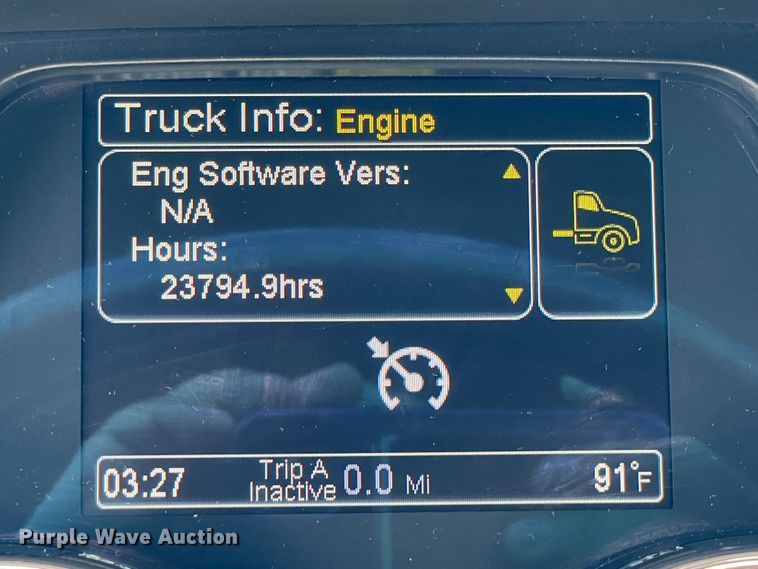 Truck Info: Engine
Eng Software Vers:
N/A
Hours:
23794.9hrs
03:27
Trip A
Inactive
0.0 Mi
91°F
Purple Wave Auction